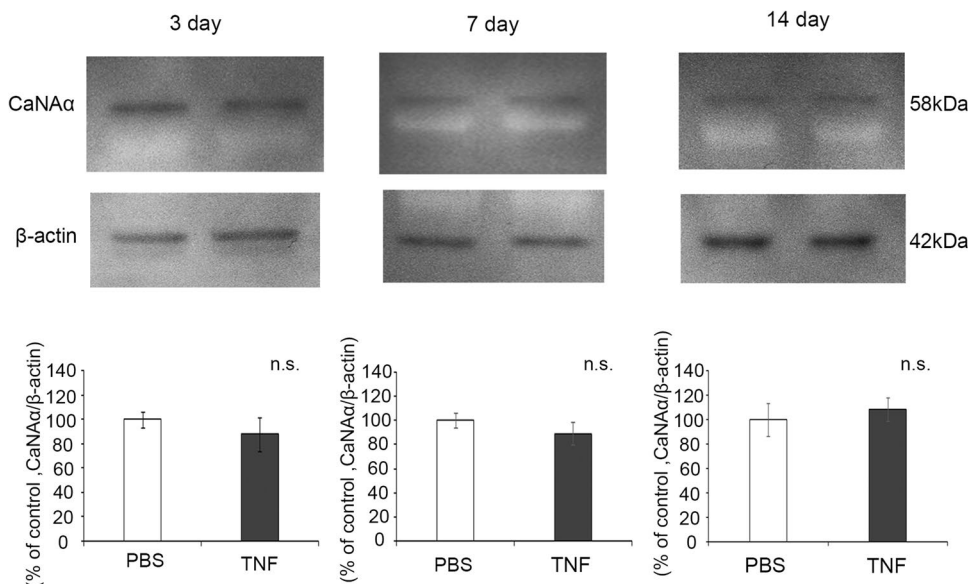 3 day
7 day
14 day
CaNAα
58kDa
β-actin
42kDa
(% of control ,CaNAα/β-actin)
n.s.
140
120
100
80
60
40
20
0
PBS
TNF
(% of control ,CaNAα/β-actin)
n.s.
140
120
100
80
60
40
20
0
PBS
TNF
(% of control ,CaNAα/β-actin)
n.s.
140
120
100
80
60
40
20
0
PBS
TNF